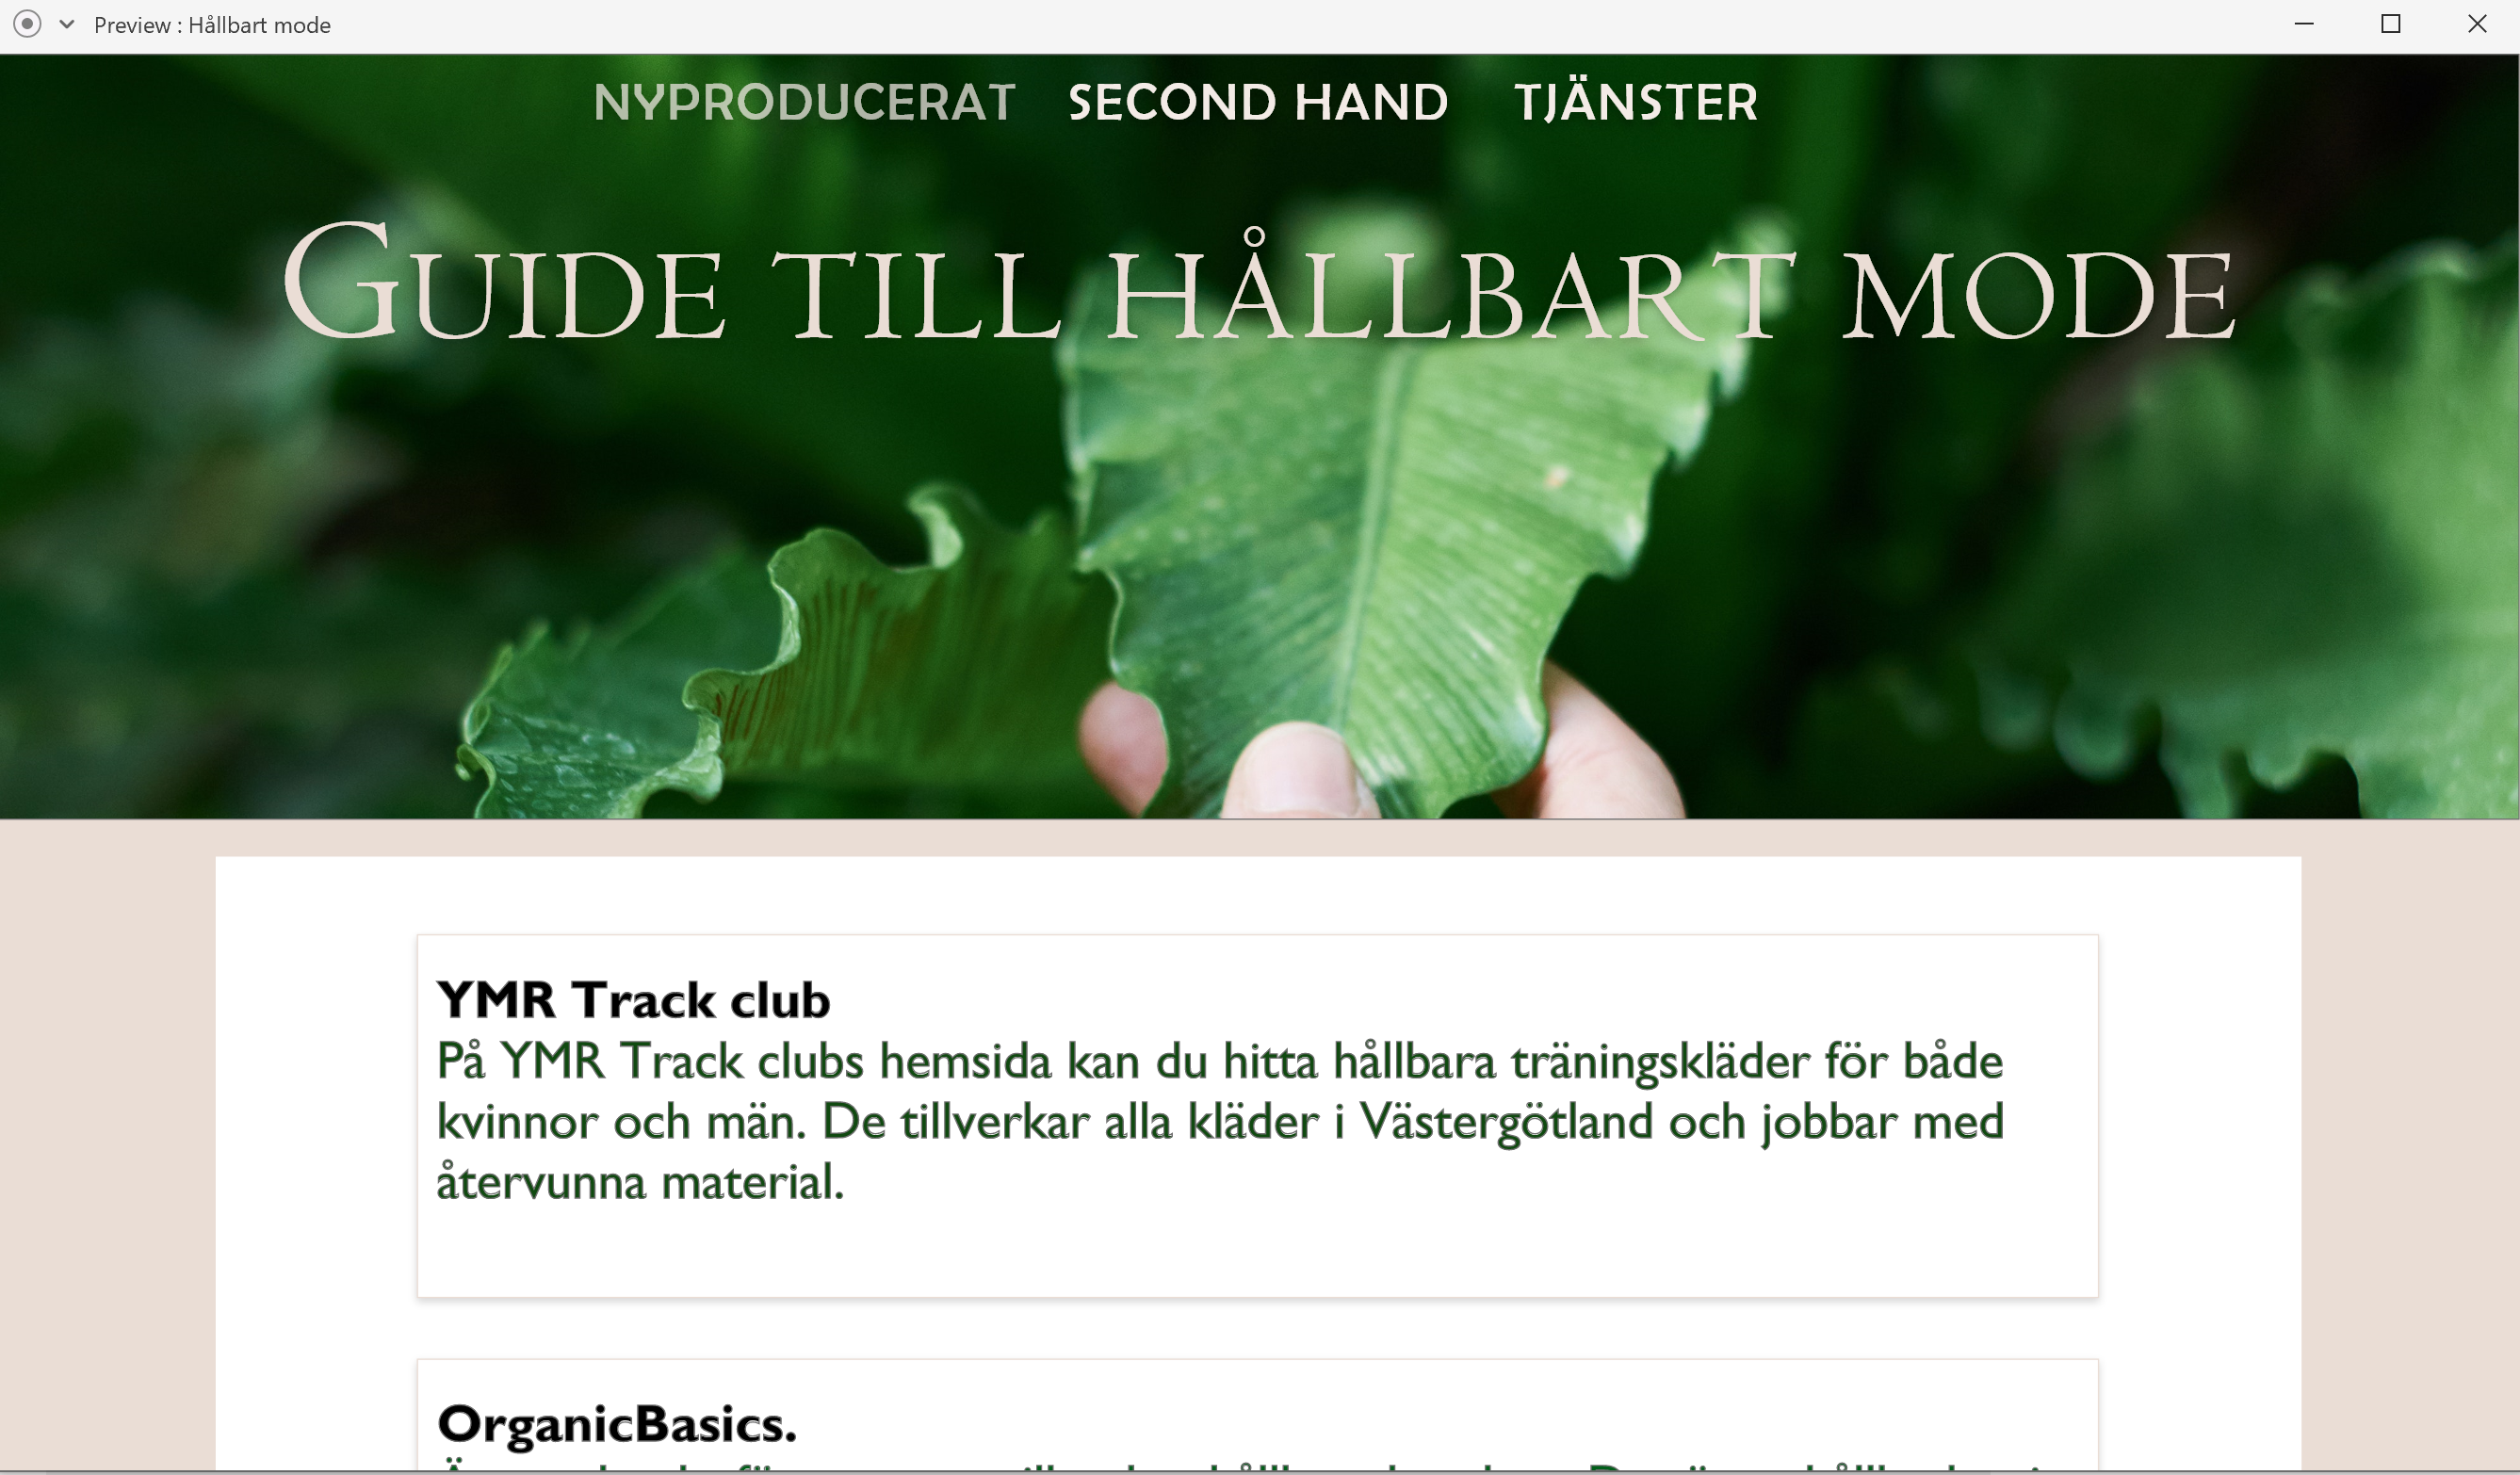 Preview : Hållbart mode
NYPRODUCERAT SECOND HAND TJÄNSTER
Guide till hållbart mode
YMR Track club
På YMR Track clubs hemsida kan du hitta hållbara träningskläder för både
kvinnor och män. De tillverkar alla kläder i Västergötland och jobbar med
återvunna material.
OrganicBasics.